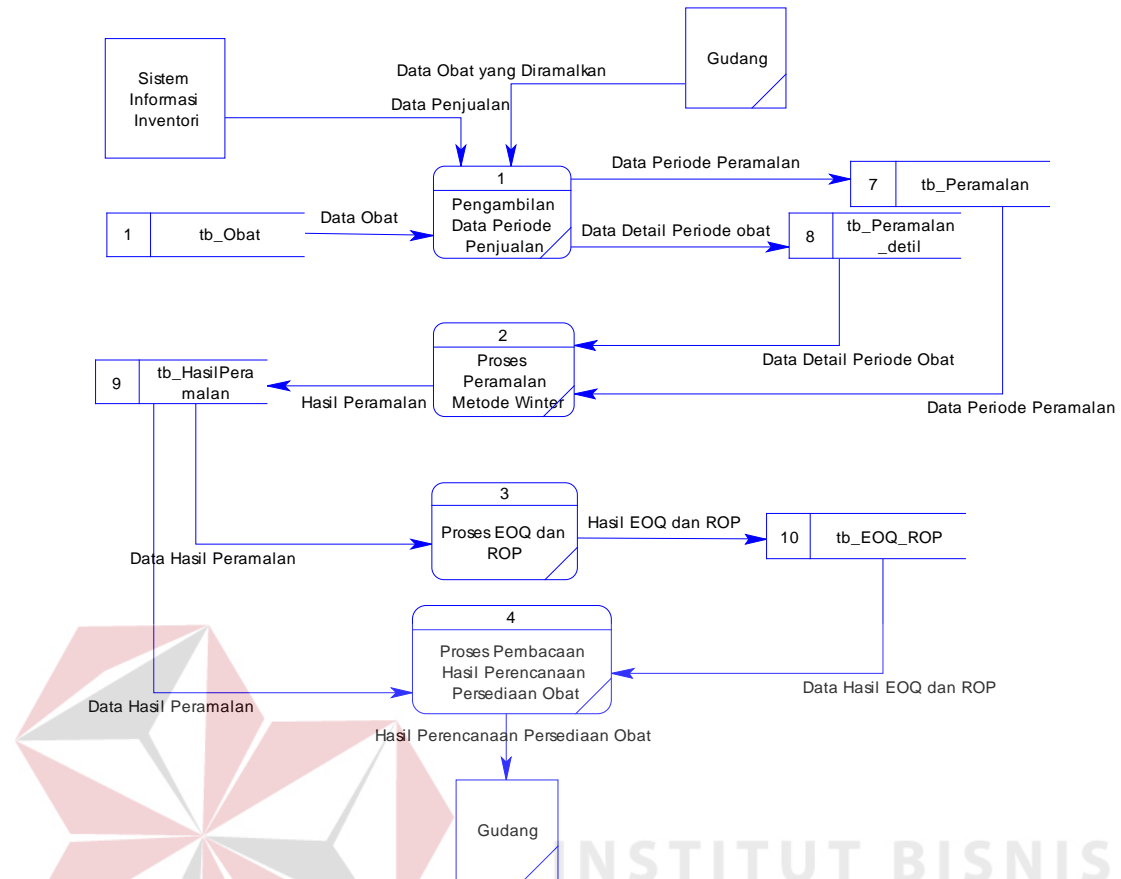 Gudang
Sistem
Informasi
Inventori
Data Obat yang Diramalkan
Data Penjualan
1
Pengambilan
Data Periode
Penjualan
Data Periode Peramalan
7
tb_Peramalan
1
tb_Obat
Data Obat
Data Detail Periode obat
8
tb_Peramalan
_detil
2
Proses
Peramalan
Metode Winter
Data Detail Periode Obat
Data Periode Peramalan
9
tb_HasilPera
malan
Hasil Peramalan
3
Proses EOQ dan
ROP
Hasil EOQ dan ROP
10
tb_EOQ_ROP
Data Hasil Peramalan
4
Proses Pembacaan
Hasil Perencanaan
Persediaan Obat
Data Hasil EOQ dan ROP
Data Hasil Peramalan
Hasil Perencanaan Persediaan Obat
Gudang
INSTITUT BISNIS